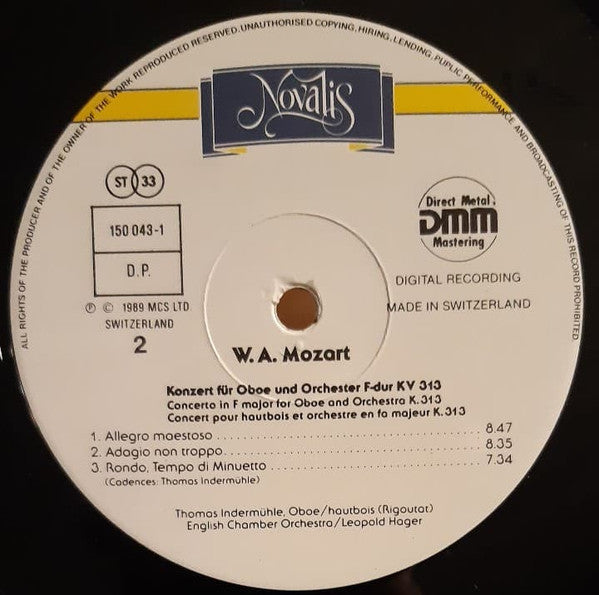 ALL RIGHTS OF THE PRODUCER AND OF THE OWNER OF THE WORK REPRODUCED RESERVED. UNAUTHORISED COPYING, HIRING, LENDING, PUPLIC PERFORMANCE AND BROADCASTING OF THIS RECORD PROHIBITED
Novalis
ST 33
150 043-1
D.P.
℗ © 1989 MCS LTD
SWITZERLAND
2
Direct Metal
DMM
Mastering
DIGITAL RECORDING
MADE IN SWITZERLAND
W. A. Mozart
Konzert für Oboe und Orchester F-dur KV 313
Concerto in F major for Oboe and Orchestra K. 313
Concert pour hautbois et orchestre en fa majeur K. 313
1. Allegro maestoso 8.47
2. Adagio non troppo 8.35
3. Rondo. Tempo di Minuetto 7.34
(Cadences: Thomas Indermühle)
Thomas Indermühle, Oboe/hautbois (Rigoutat)
English Chamber Orchestra/Leopold Hager